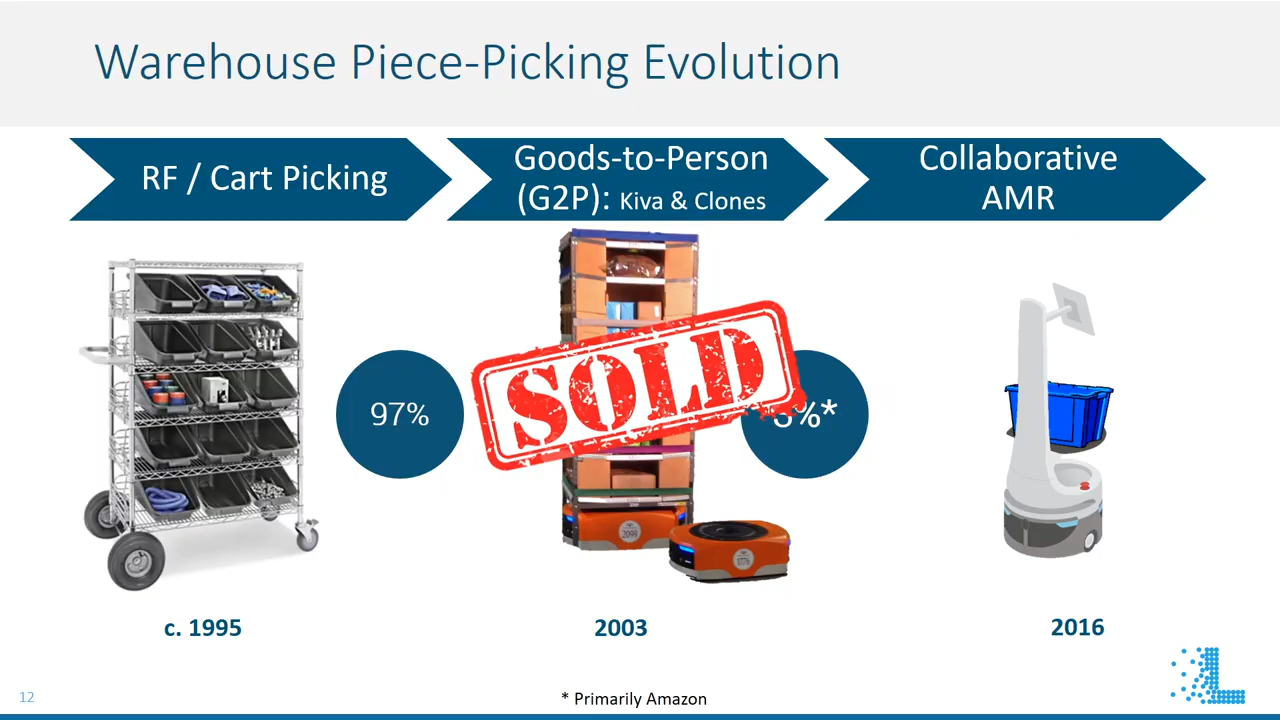 Warehouse Piece-Picking Evolution
RF / Cart Picking
Goods-to-Person
(G2P): Kiva & Clones
Collaborative
AMR
97%
SOLD
%*
c. 1995
2003
2016
12
* Primarily Amazon